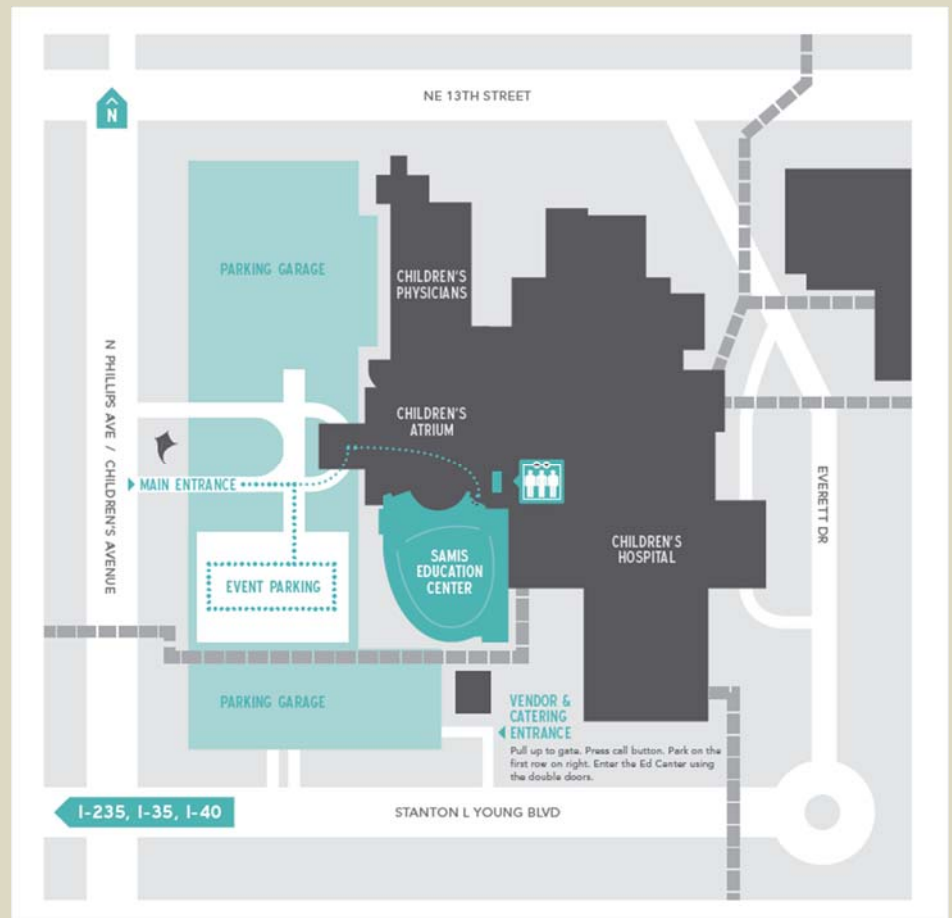 NE 13TH STREET
N
PARKING GARAGE
CHILDREN'S
PHYSICIANS
N PHILLIPS AVE / CHILDREN'S AVENUE
CHILDREN'S
ATRIUM
MAIN ENTRANCE
EVERETT DR
CHILDREN'S
HOSPITAL
SAMIS
EDUCATION
CENTER
EVENT PARKING
PARKING GARAGE
VENDOR &
CATERING
ENTRANCE
Pull up to gate. Press call button. Park on the
first row on right. Enter the Ed Center using
the double doors.
I-235, I-35, I-40
STANTON L YOUNG BLVD